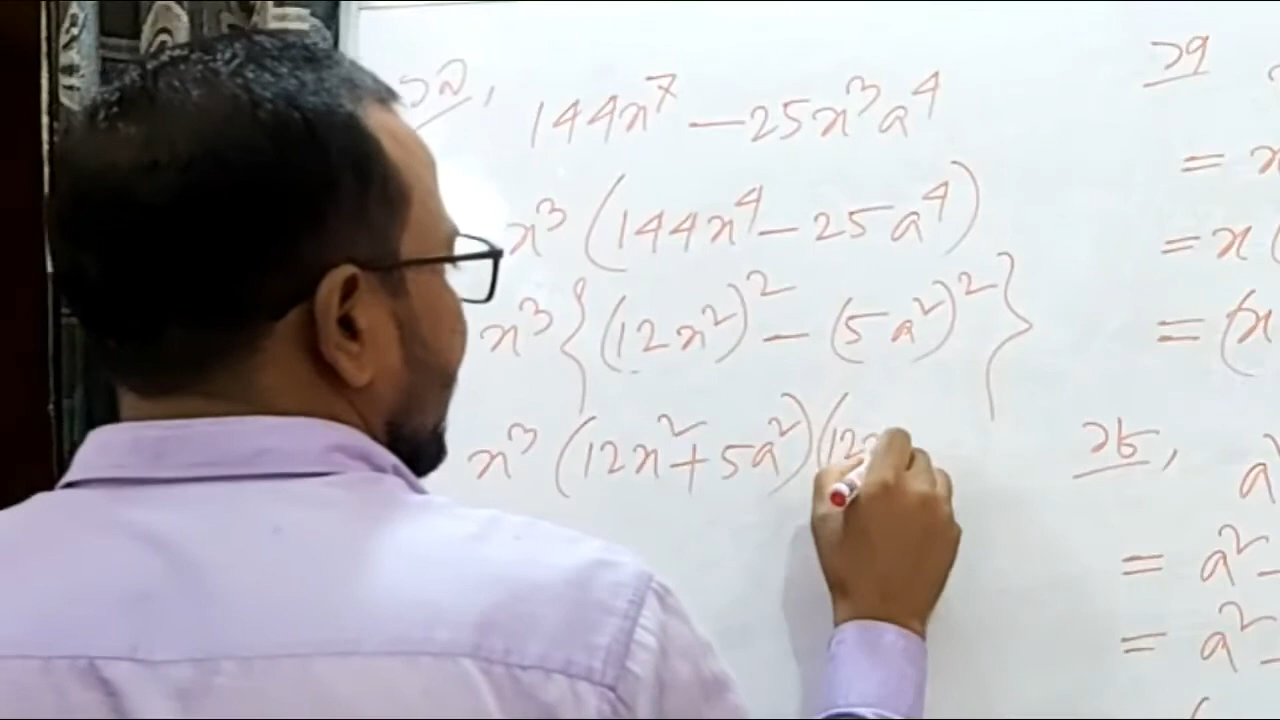 ১৯,
144x⁷ – 25x³a⁴
x³ (144x⁴ – 25a⁴)
x³ {(12x²)² – (5a²)²}
x³ (12x² + 5a²)(12
১৭
= x
= x (
= (x
১৮,
a
= a² –
= a² –
(